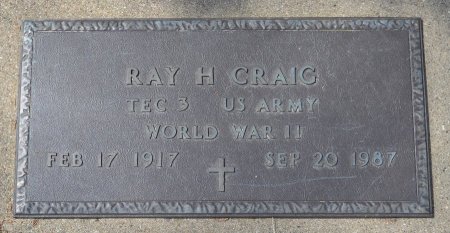 RAY H CRAIG
TEC 3 US ARMY
WORLD WAR II
FEB 17 1917 SEP 20 1987